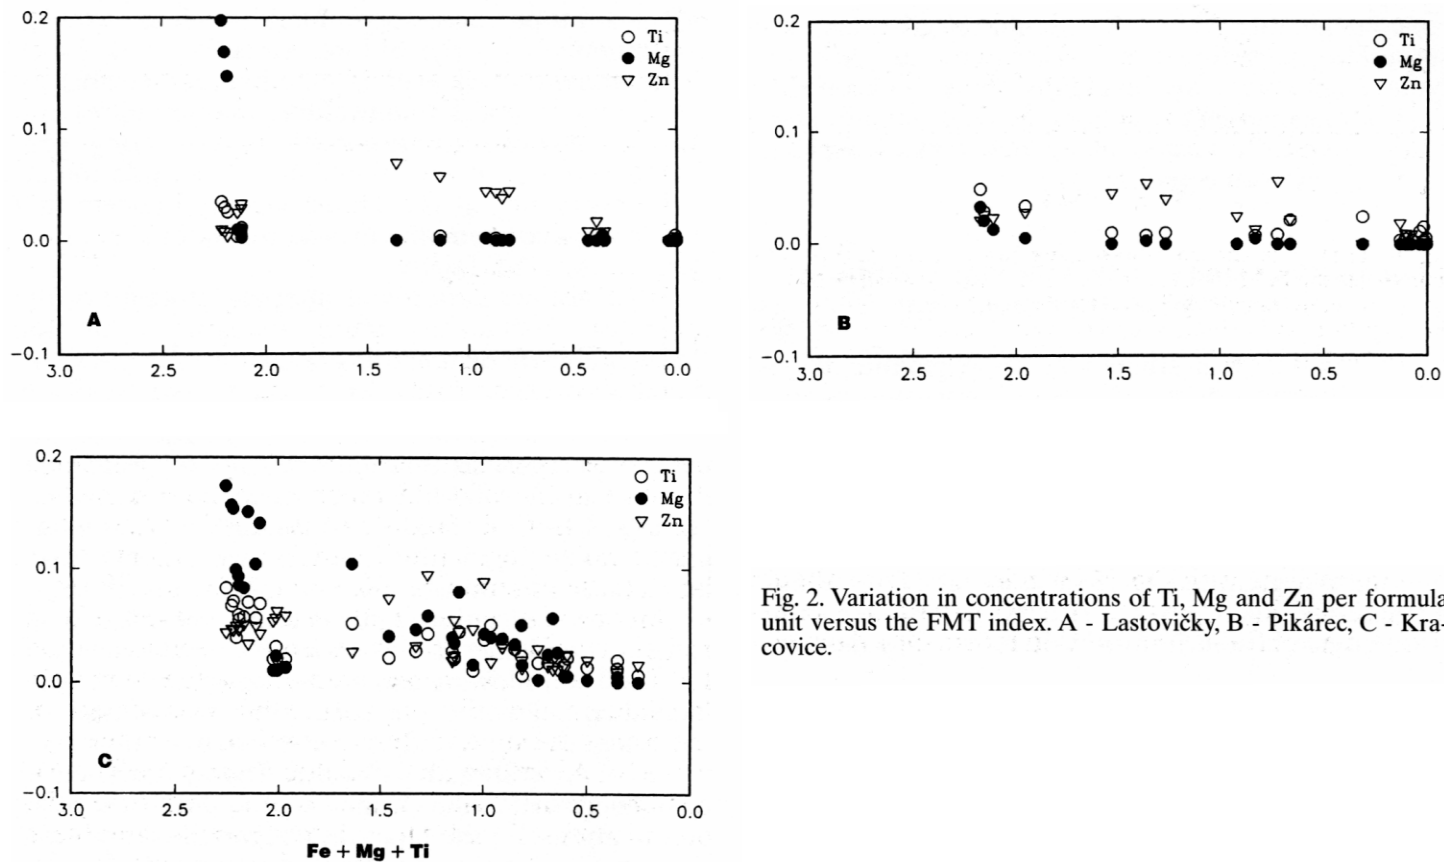 0.2
0.1
0.0
−0.1
3.0 2.5 2.0 1.5 1.0 0.5 0.0
Ti
Mg
Zn
A
0.2
0.1
0.0
−0.1
3.0 2.5 2.0 1.5 1.0 0.5 0.0
Ti
Mg
Zn
B
0.2
0.1
0.0
−0.1
3.0 2.5 2.0 1.5 1.0 0.5 0.0
Ti
Mg
Zn
C
Fe + Mg + Ti
Fig. 2. Variation in concentrations of Ti, Mg and Zn per formula
unit versus the FMT index. A - Lastovičky, B - Pikárec, C - Kra-
covice.